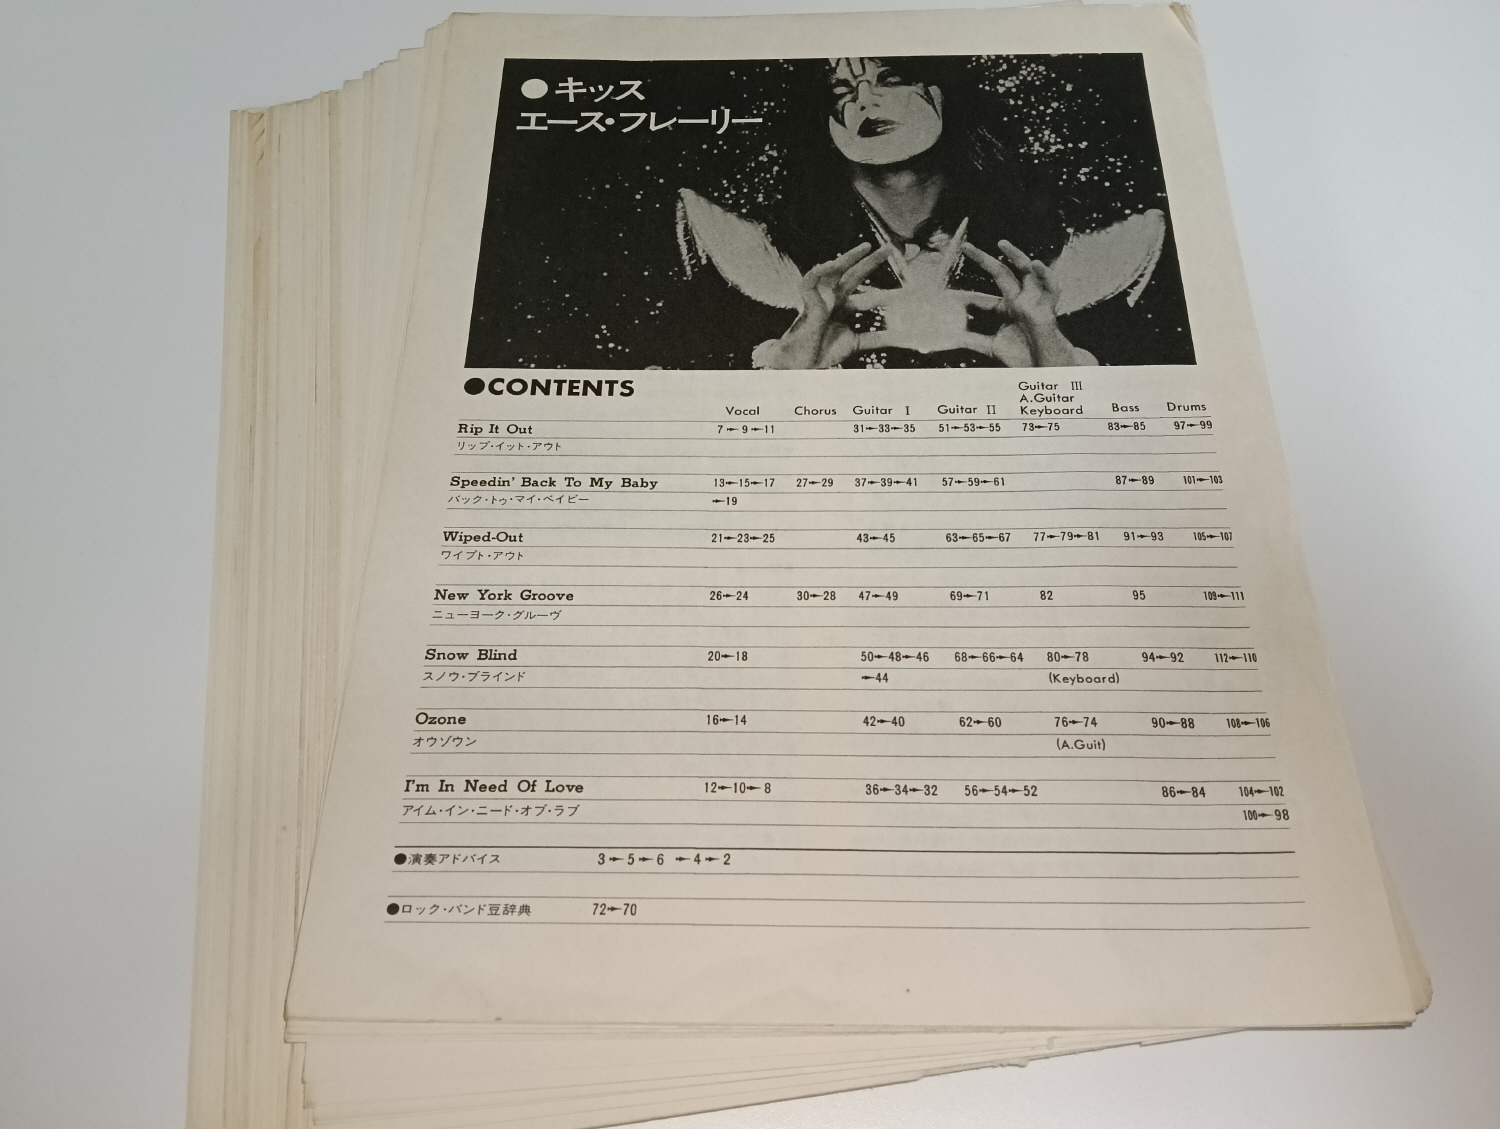 ●キッス
エース・フレーリー
●CONTENTS
Guitar III
A.Guitar
Vocal Chorus Guitar I Guitar II Keyboard Bass Drums
Rip It Out 7→9→11 31→33→35 51→53→55 73→75 83→85 97→99
リップ・イット・アウト
Speedin' Back To My Baby 13→15→17 27→29 37→39→41 57→59→61 87→89 101→103
バック・トゥ・マイ・ベイビー →19
Wiped-Out 21→23→25 43→45 63→65→67 77→79→81 91→93 105→107
ワイプト・アウト
New York Groove 26→24 30→28 47→49 69→71 82 95 109→111
ニューヨーク・グルーヴ
Snow Blind 20→18 50→48→46 68→66→64 80→78 94→92 112→110
スノウ・ブラインド →44 (Keyboard)
Ozone 16→14 42→40 62→60 76→74 90→88 108→106
オウゾウン (A.Guit)
I'm In Need Of Love 12→10→8 36→34→32 56→54→52 86→84 104→102
アイム・イン・ニード・オブ・ラブ 100→98
●演奏アドバイス 3→5→6 →4→2
●ロック・バンド豆辞典 72→70